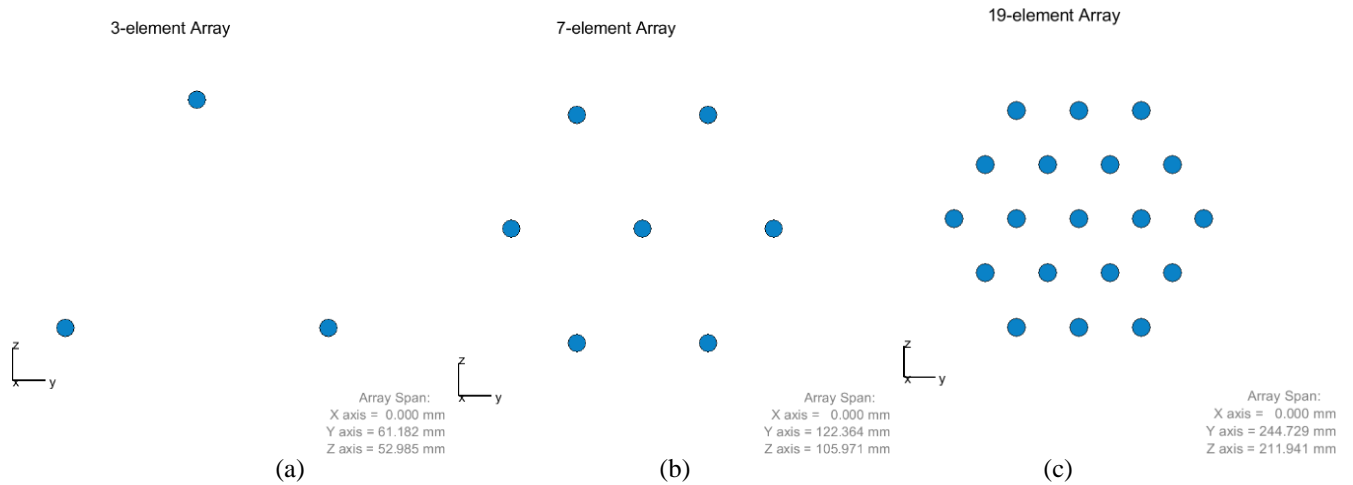 3-element Array
z
x
y
Array Span:
X axis = 0.000 mm
Y axis = 61.182 mm
Z axis = 52.985 mm
(a)
7-element Array
z
x
y
Array Span:
X axis = 0.000 mm
Y axis = 122.364 mm
Z axis = 105.971 mm
(b)
19-element Array
z
x
y
Array Span:
X axis = 0.000 mm
Y axis = 244.729 mm
Z axis = 211.941 mm
(c)